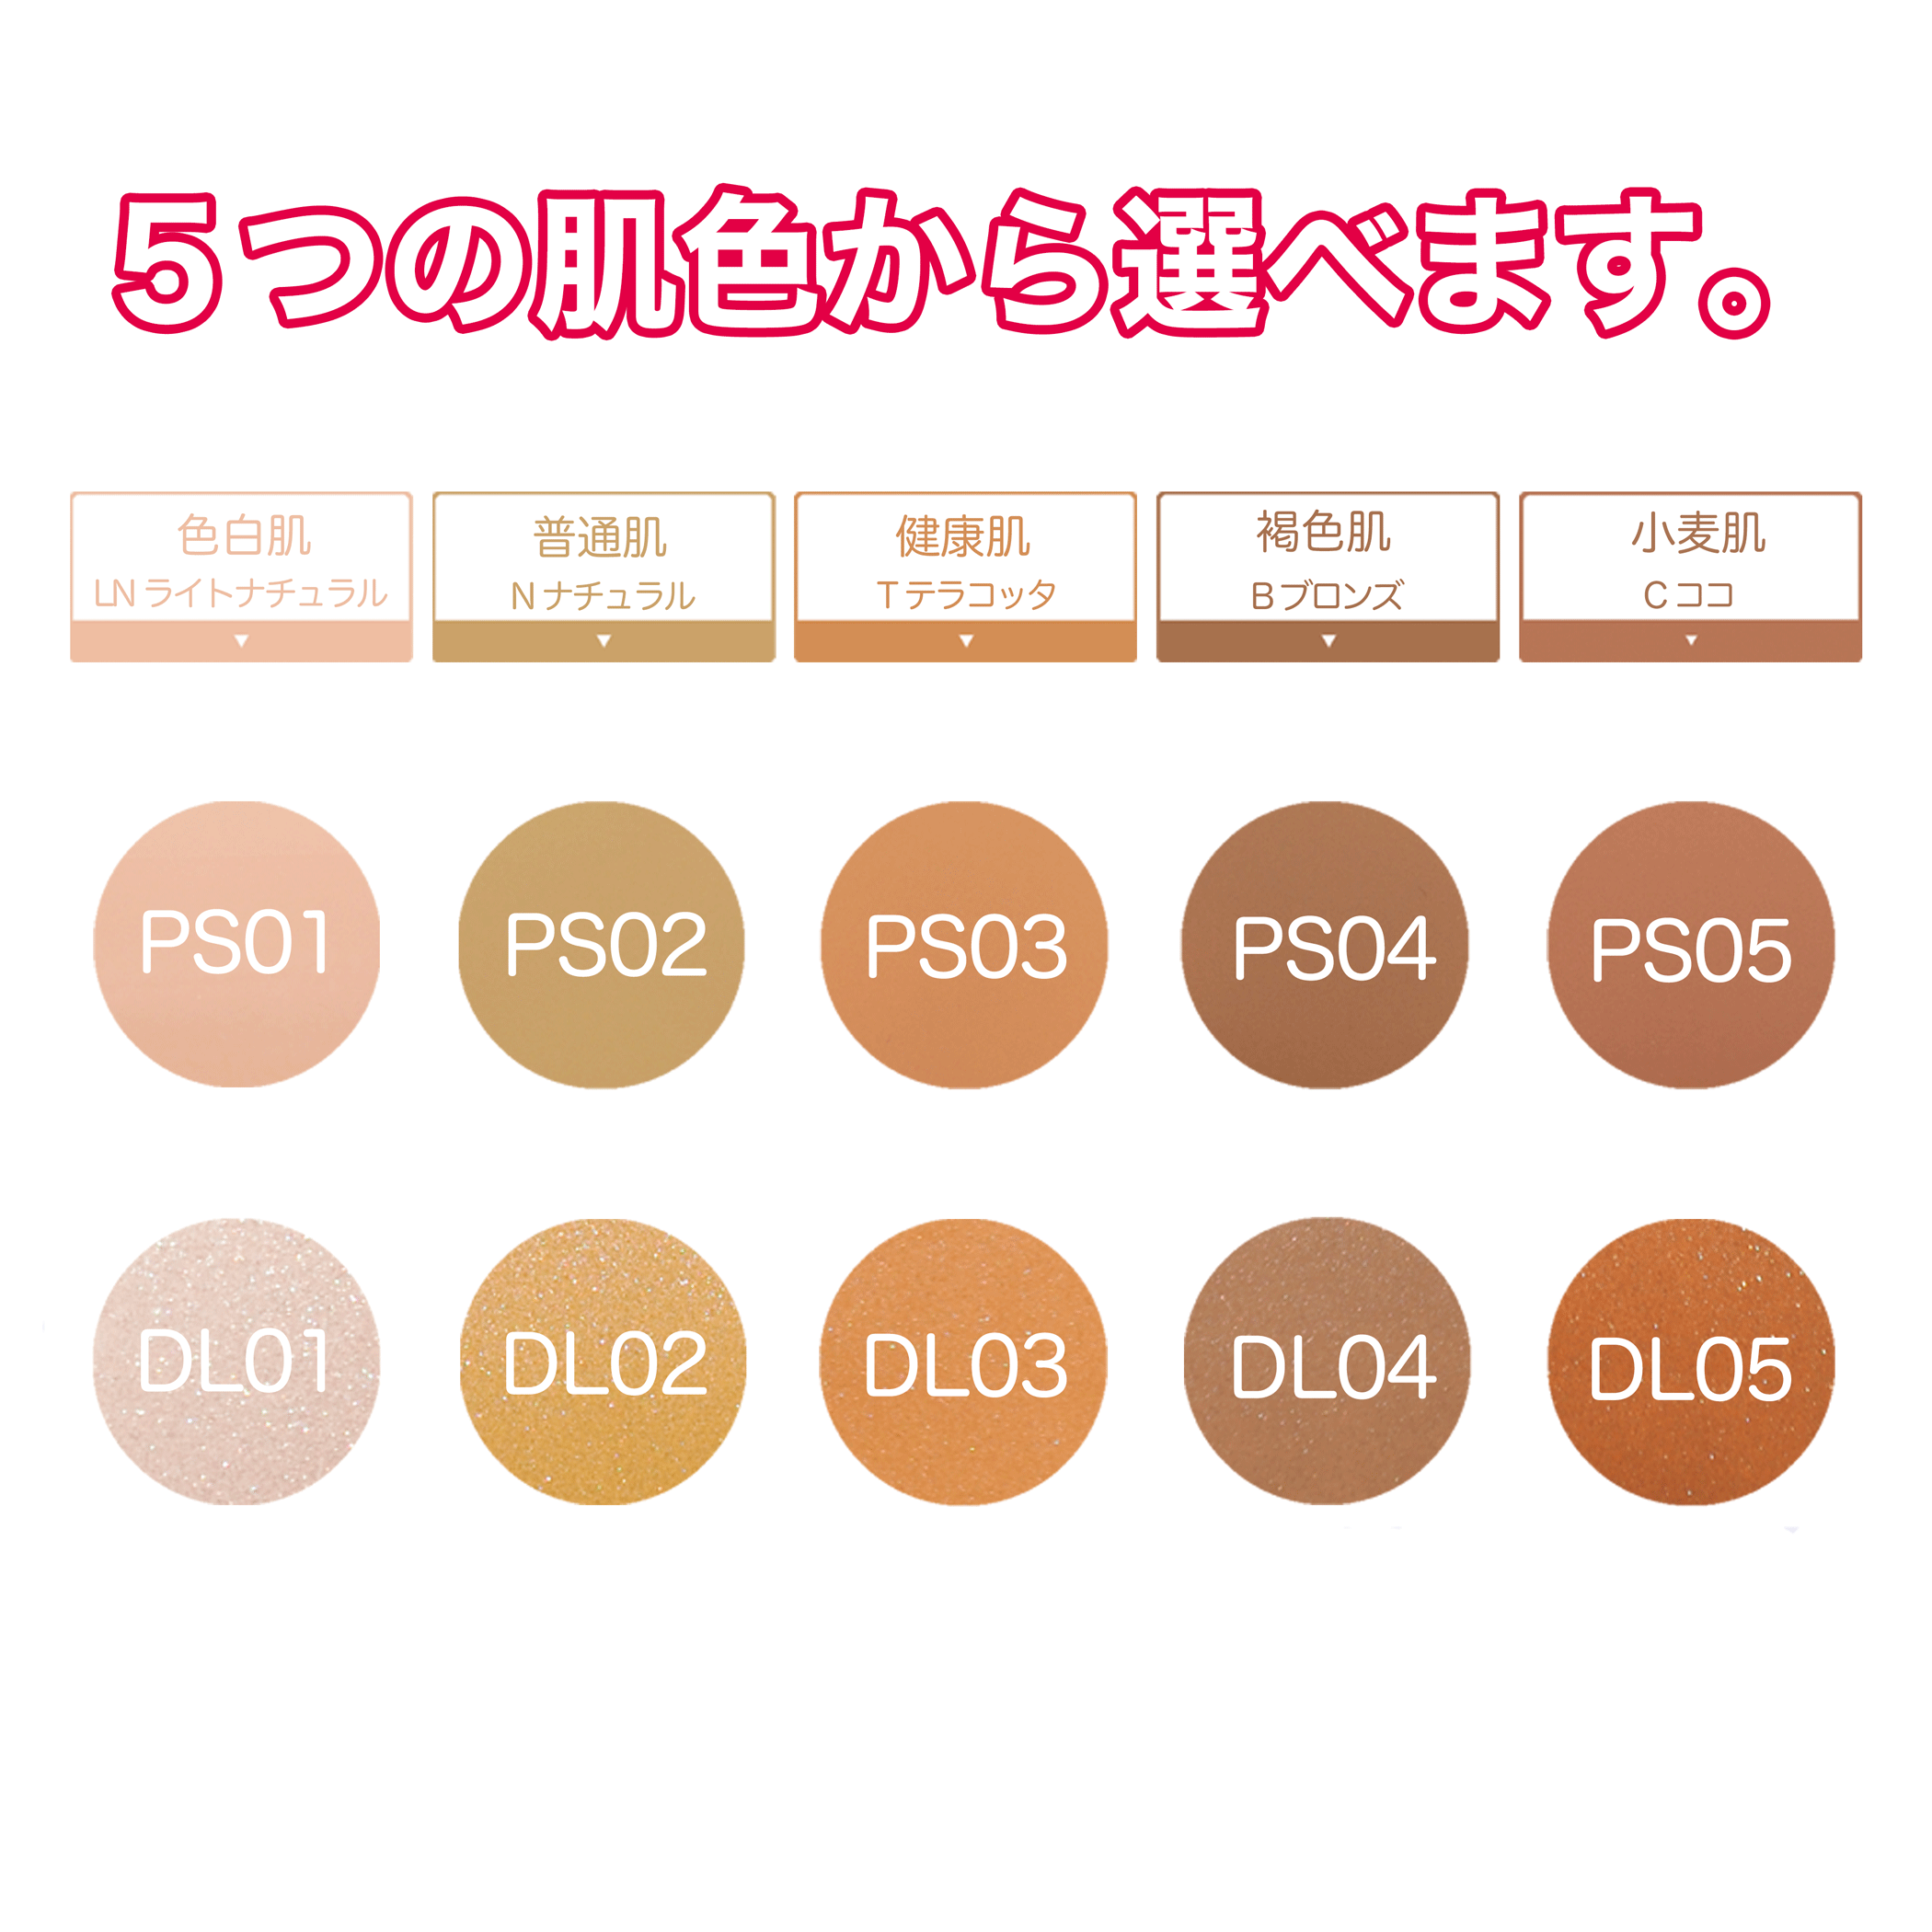 5つの肌色から選べます。
色白肌
LN ライトナチュラル
普通肌
N ナチュラル
健康肌
T テラコッタ
褐色肌
B ブロンズ
小麦肌
C ココ
PS01
PS02
PS03
PS04
PS05
DL01
DL02
DL03
DL04
DL05